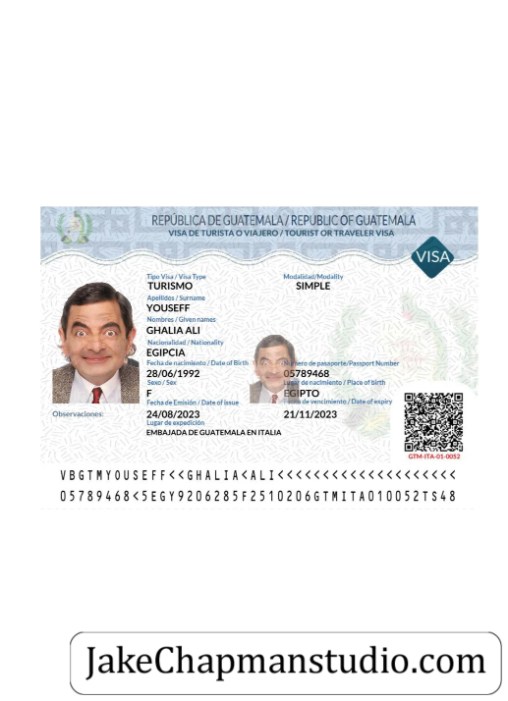 REPÚBLICA DE GUATEMALA / REPUBLIC OF GUATEMALA
VISA DE TURISTA O VIAJERO / TOURIST OR TRAVELER VISA
VISA
Tipo Visa / Visa Type
Modalidad/Modality
TURISMO
SIMPLE
Apellidos / Surname
YOUSEFF
Nombres / Given names
GHALIA ALI
Nacionalidad / Nationality
EGIPCIA
Fecha de nacimiento / Date of Birth
Número de pasaporte/Passport Number
28/06/1992
05789468
Sexo / Sex
Lugar de nacimiento / Place of birth
F
EGIPTO
Fecha de Emisión / Date of issue
Fecha de vencimiento / Date of expiry
Observaciones:
24/08/2023
21/11/2023
Lugar de expedición
EMBAJADA DE GUATEMALA EN ITALIA
GTM-ITA-01-0052
VBGTMYOUSEFF<<GHALIA<ALI<<<<<<<<<<<<<<<<<<<<
05789468<5EGY9206285F2510206GTMITA010052TS48
JakeChapmanstudio.com